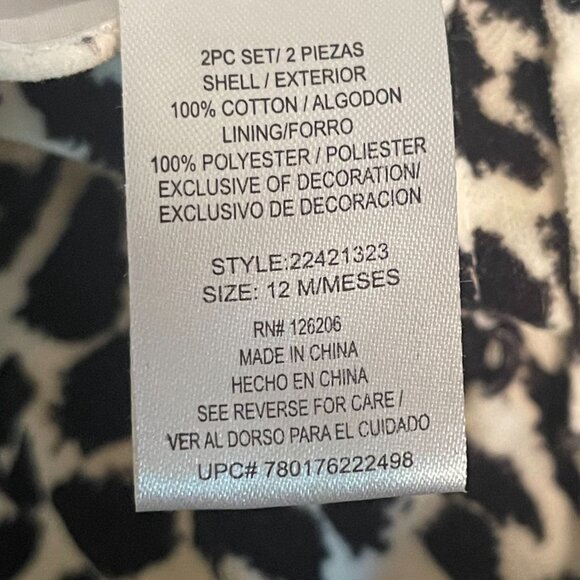 2PC SET/ 2 PIEZAS
SHELL / EXTERIOR
100% COTTON / ALGODON
LINING/FORRO
100% POLYESTER / POLIESTER
EXCLUSIVE OF DECORATION/
EXCLUSIVO DE DECORACION
STYLE:22421323
SIZE: 12 M/MESES
RN# 126206
MADE IN CHINA
HECHO EN CHINA
SEE REVERSE FOR CARE /
VER AL DORSO PARA EL CUIDADO
UPC# 780176222498